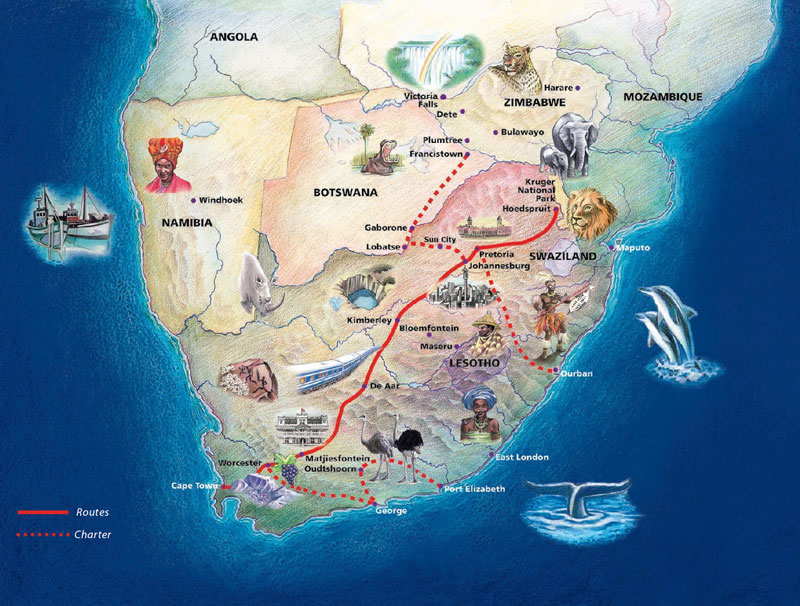 ANGOLA
Victoria
Falls
Dete
Harare
ZIMBABWE
MOZAMBIQUE
Bulawayo
Plumtree
Francistown
BOTSWANA
Windhoek
NAMIBIA
Kruger
National
Park
Hoedspruit
Gaborone
Lobatse
Sun City
Pretoria
Johannesburg
SWAZILAND
Maputo
Kimberley
Bloemfontein
Maseru
LESOTHO
Durban
De Aar
Matjiesfontein
Worcester
Oudtshoorn
East London
Cape Town
Port Elizabeth
George
Routes
Charter